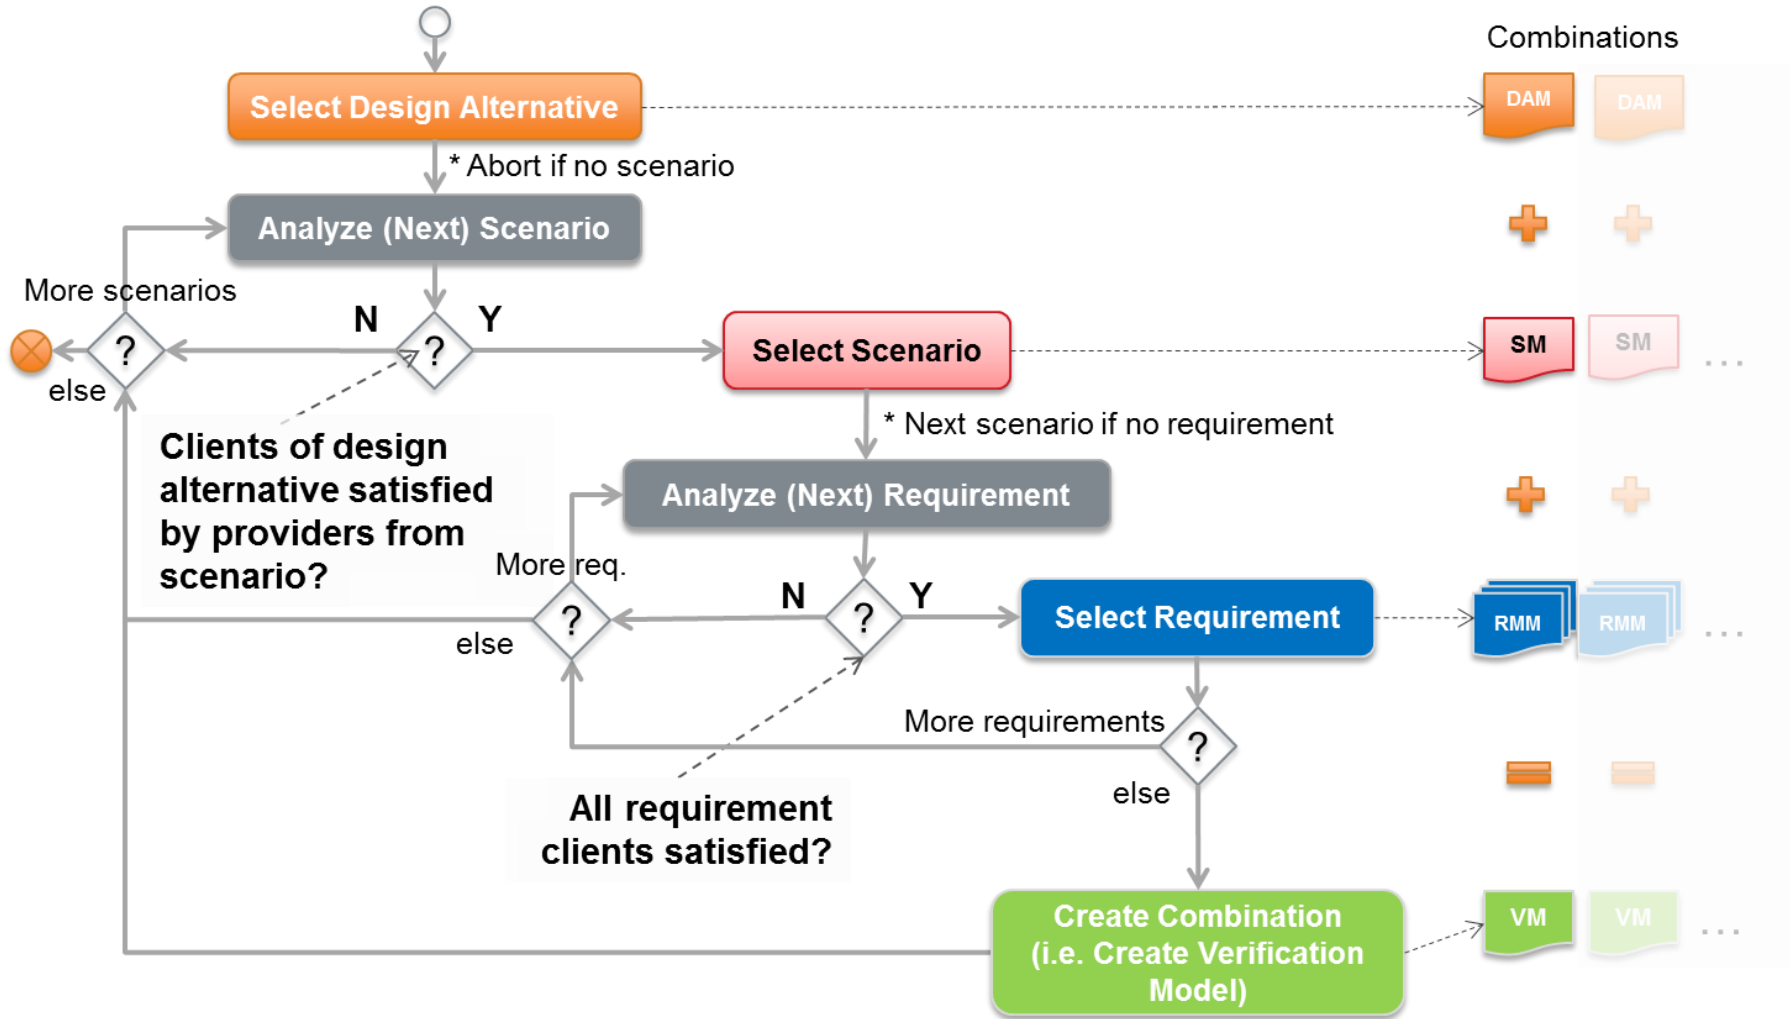 Combinations
Select Design Alternative
DAM
DAM
* Abort if no scenario
Analyze (Next) Scenario
More scenarios
N
Y
?
?
Select Scenario
SM
SM
...
else
* Next scenario if no requirement
Clients of design
alternative satisfied
by providers from
scenario?
Analyze (Next) Requirement
More req.
N
Y
?
?
Select Requirement
RMM
RMM
...
else
More requirements
?
else
All requirement
clients satisfied?
Create Combination
(i.e. Create Verification
Model)
VM
VM
...